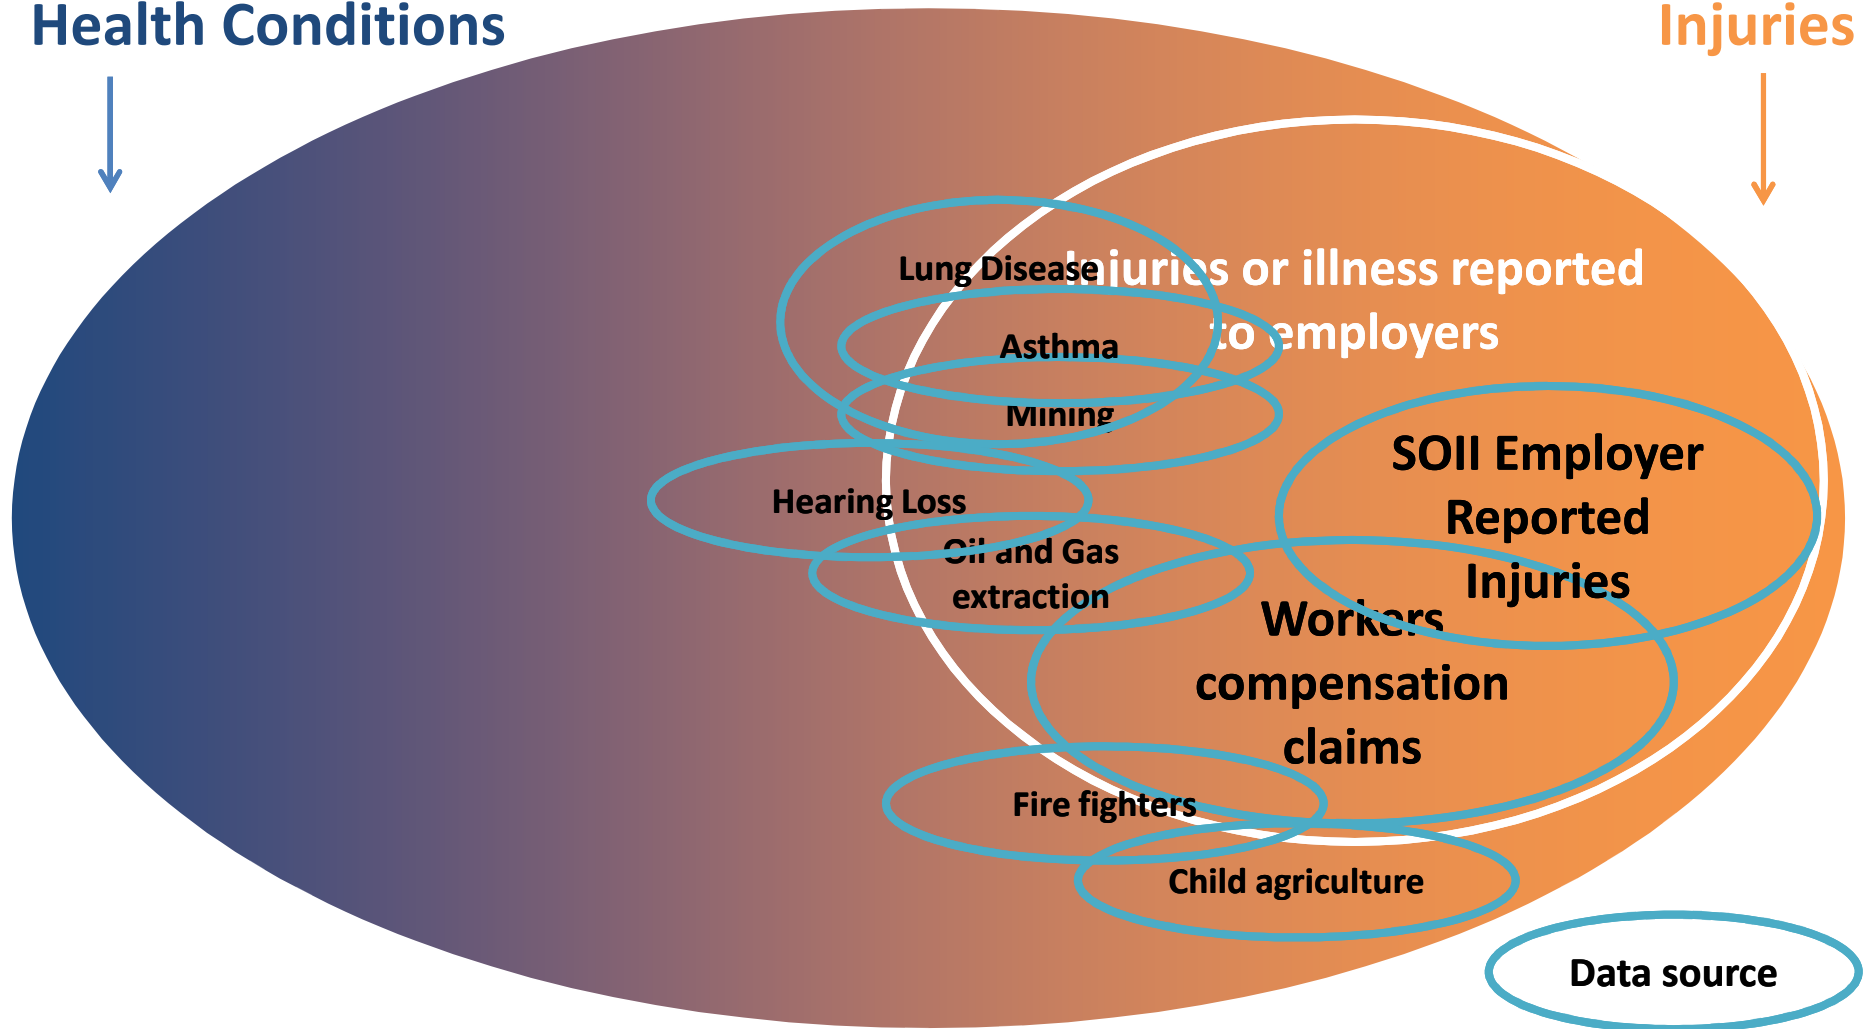 Health Conditions
Injuries
Lung Disease
Injuries or illness reported
to employers
Asthma
Mining
SOII Employer
Reported
Injuries
Hearing Loss
Oil and Gas
extraction
Workers
compensation
claims
Fire fighters
Child agriculture
Data source